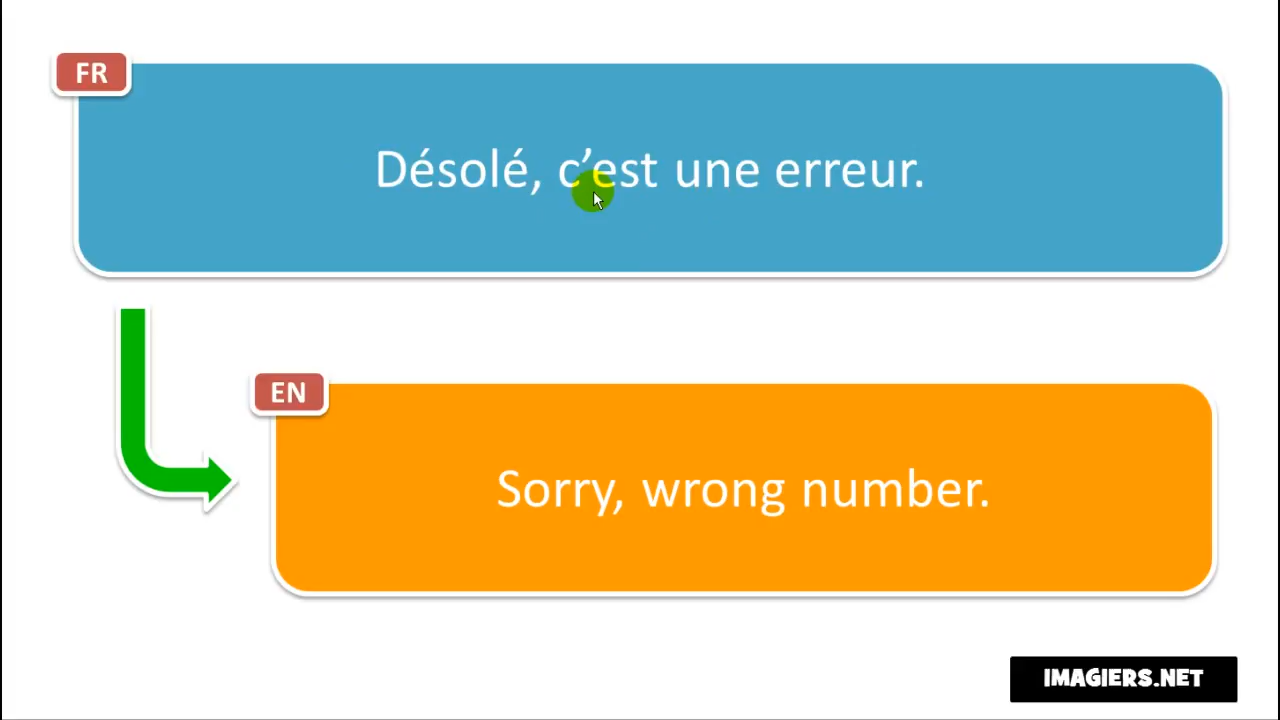 FR
Désolé, c’est une erreur.
EN
Sorry, wrong number.
IMAGIERS.NET